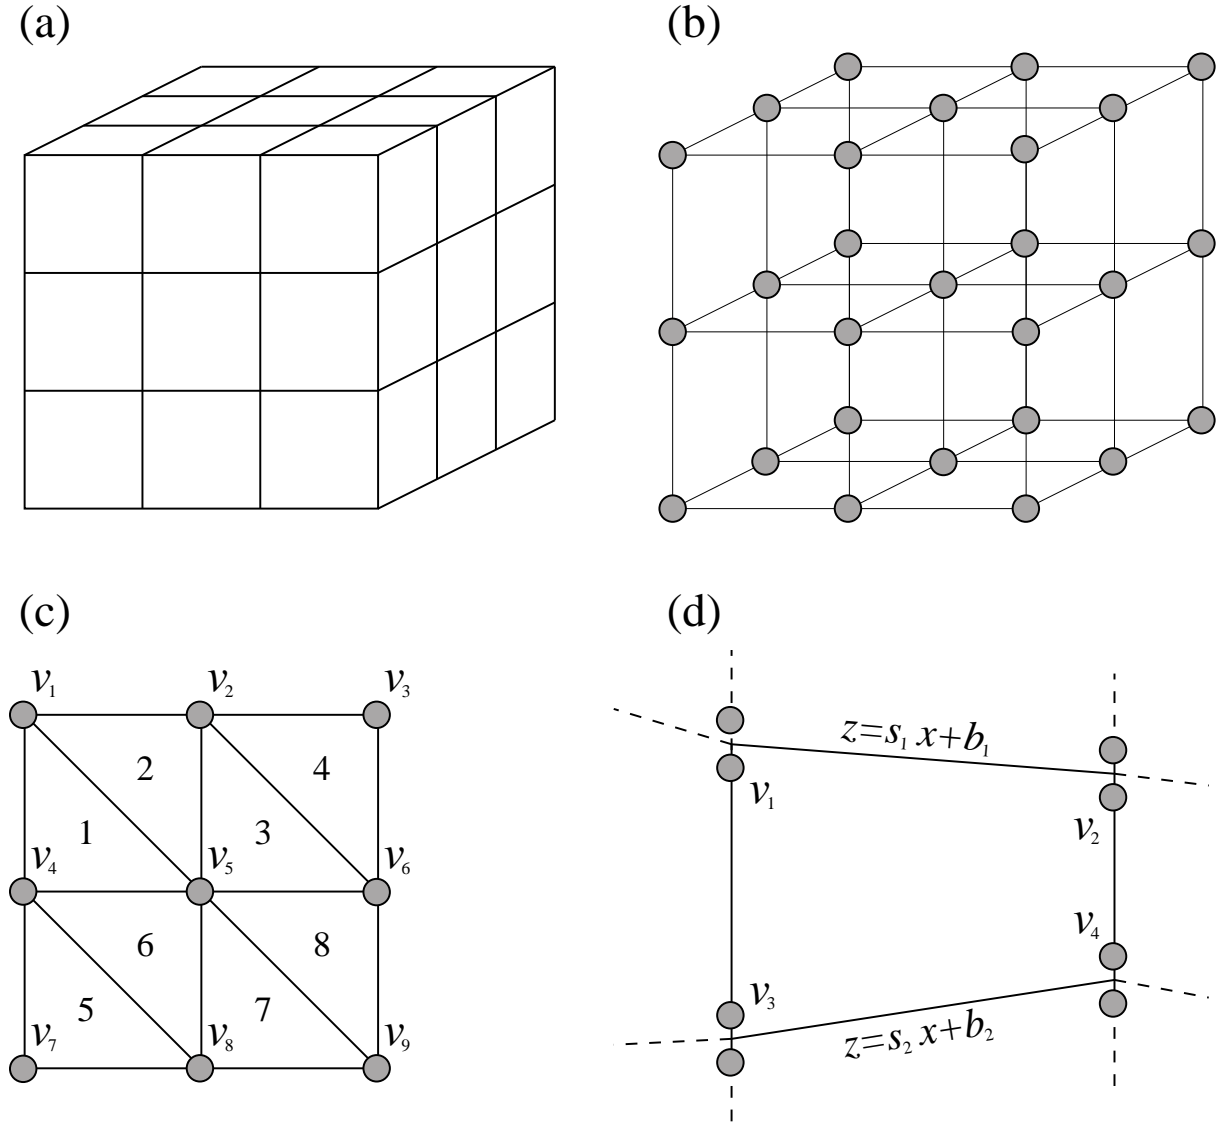 (a)
(b)
(c)
v₁ v₂ v₃
2 4
1 3
v₄ v₅ v₆
6 8
5 7
v₇ v₈ v₉
(d)
z=s₁ x+b₁
v₁
v₂
v₄
v₃
z=s₂ x+b₂